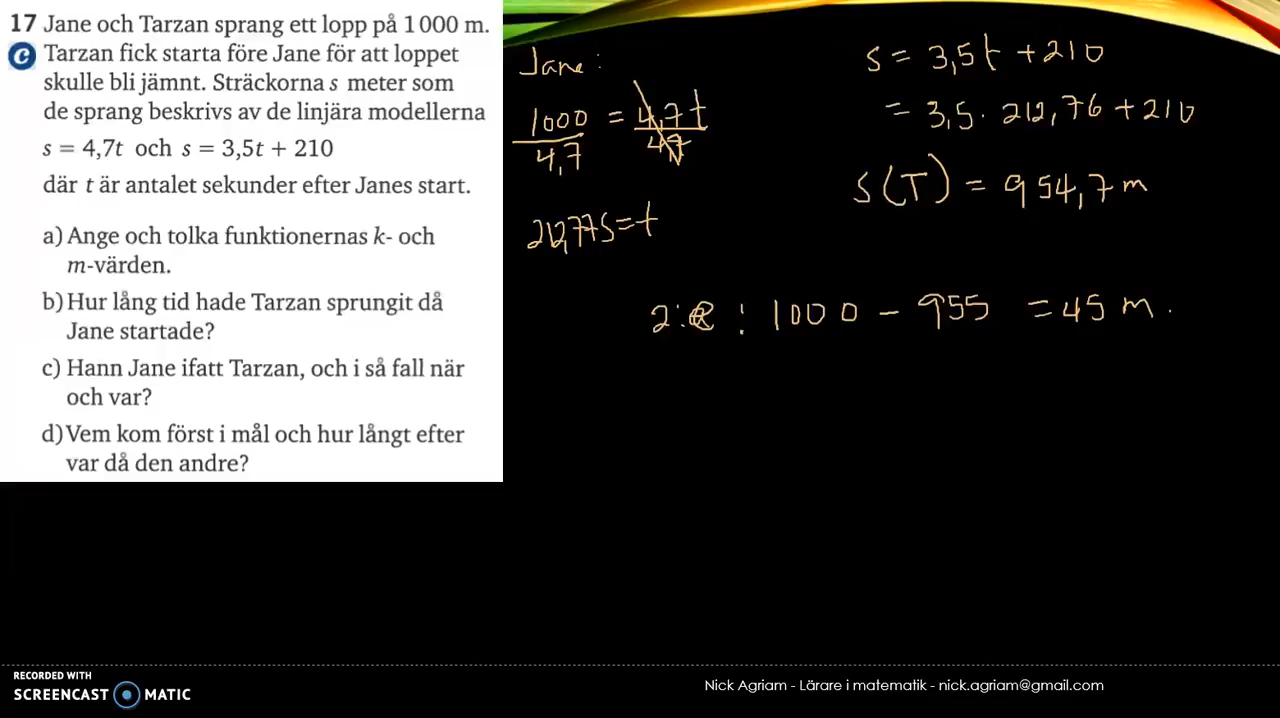 17 Jane och Tarzan sprang ett lopp på 1 000 m.
C Tarzan fick starta före Jane för att loppet
skulle bli jämnt. Sträckorna s meter som
de sprang beskrivs av de linjära modellerna
s = 4,7t och s = 3,5t + 210
där t är antalet sekunder efter Janes start.
a) Ange och tolka funktionernas k- och
m-värden.
b) Hur lång tid hade Tarzan sprungit då
Jane startade?
c) Hann Jane ifatt Tarzan, och i så fall när
och var?
d) Vem kom först i mål och hur långt efter
var då den andre?
Jane:
1000/4,7 = 4,7t/4,7
212,77s = t
s = 3,5t + 210
= 3,5 · 212,76 + 210
s(T) = 954,7 m
: 1000 - 955 = 45 m.
RECORDED WITH
SCREENCAST MATIC
Nick Agriam - Lärare i matematik - nick.agriam@gmail.com